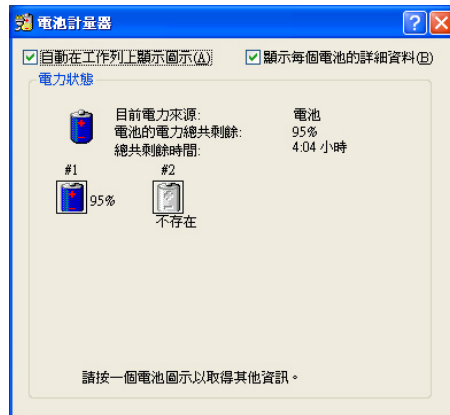 電池計量器
自動在工作列上顯示圖示(A)
顯示每個電池的詳細資料(B)
電力狀態
目前電力來源: 電池
電池的電力總共剩餘: 95%
總共剩餘時間: 4:04 小時
#1 #2
95%
不存在
請按一個電池圖示以取得其他資訊。